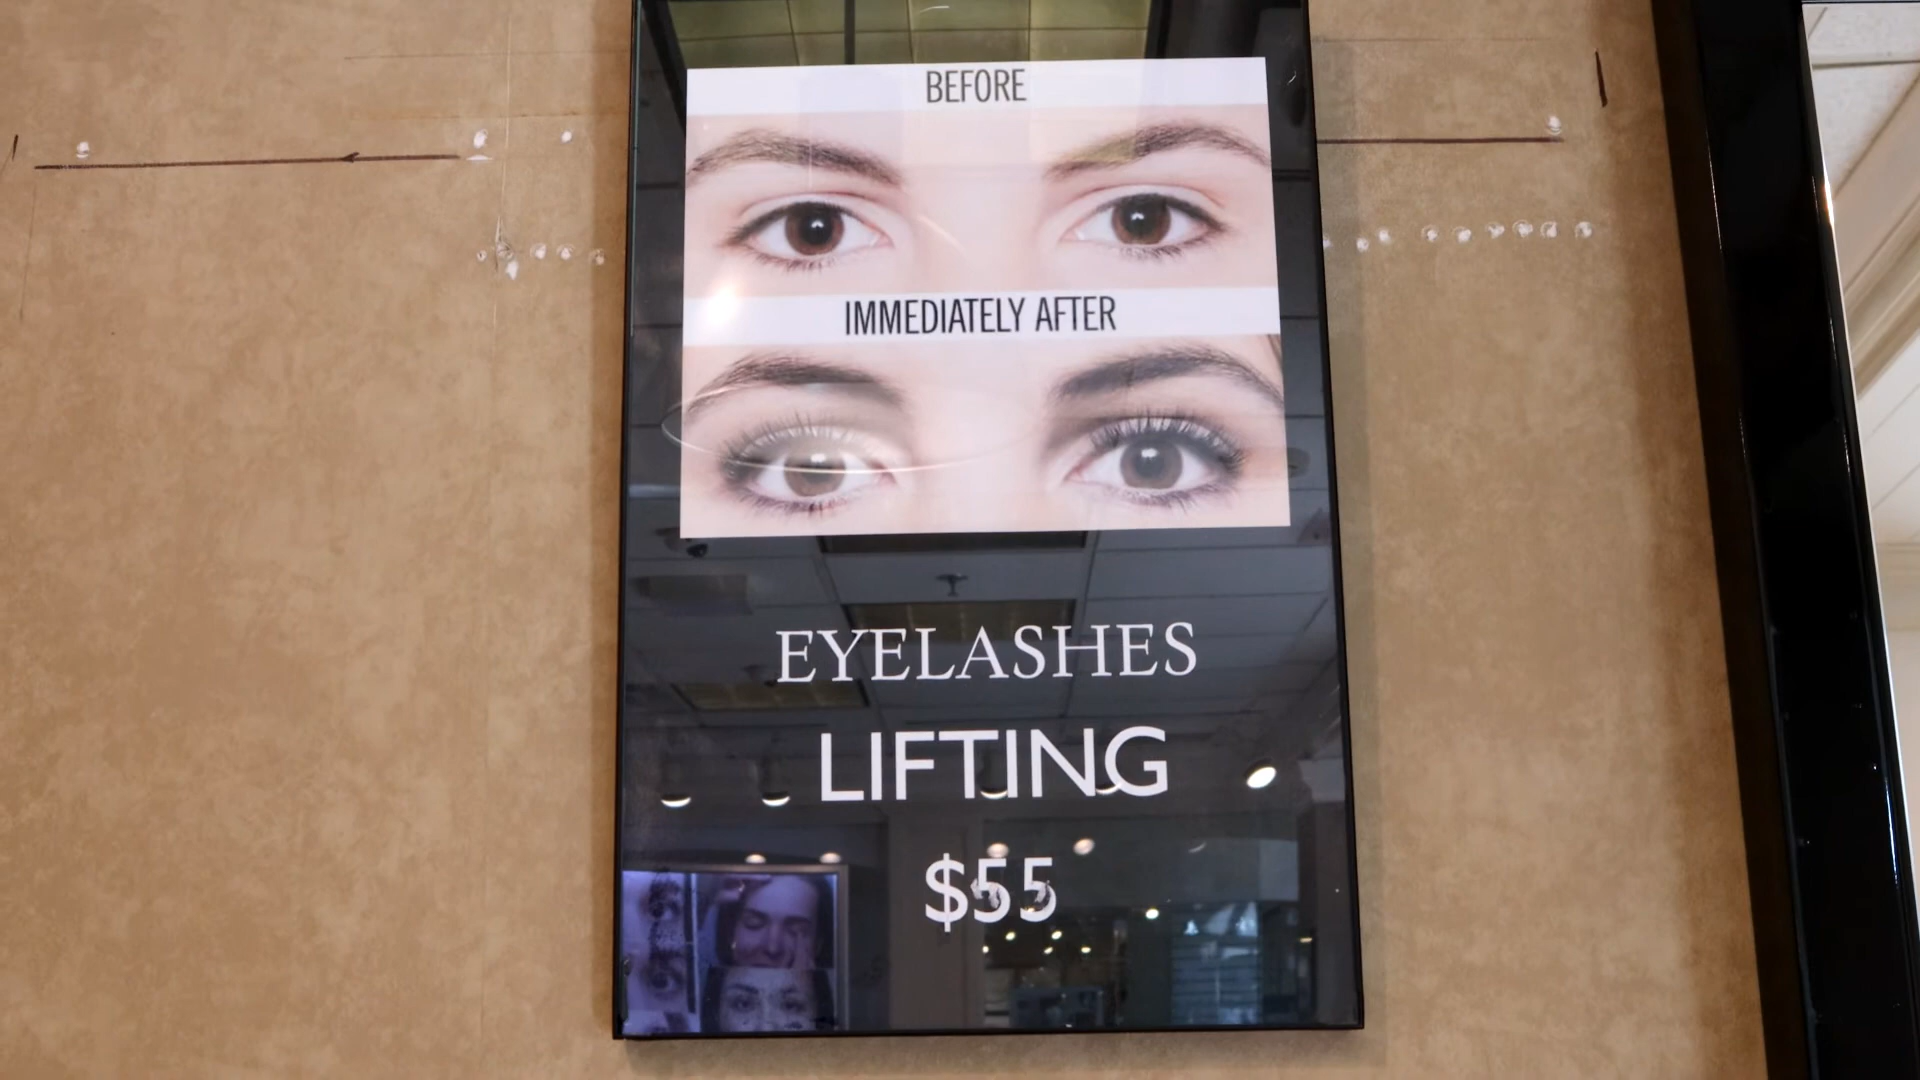 BEFORE
IMMEDIATELY AFTER
EYELASHES
LIFTING
$55